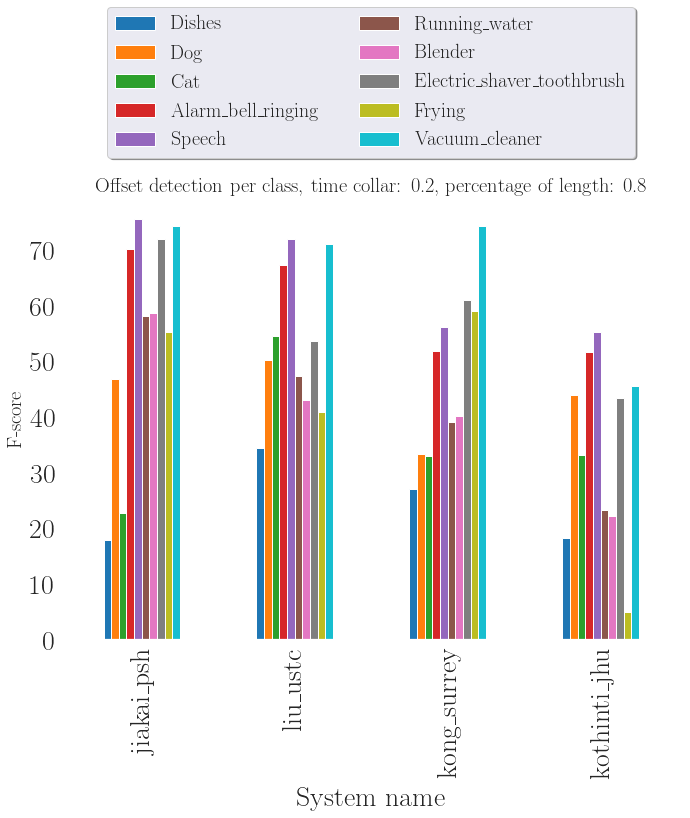 Dishes
Dog
Cat
Alarm_bell_ringing
Speech
Running_water
Blender
Electric_shaver_toothbrush
Frying
Vacuum_cleaner
Offset detection per class, time collar: 0.2, percentage of length: 0.8
F-score
70
60
50
40
30
20
10
0
jiakai_psh
liu_ustc
kong_surrey
kothinti_jhu
System name